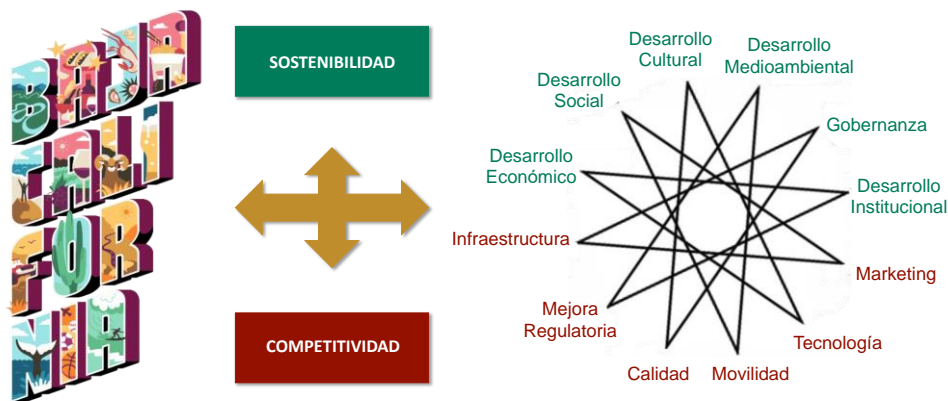 BAJA
CALI
FOR
NIA
SOSTENIBILIDAD
COMPETITIVIDAD
Desarrollo
Cultural
Desarrollo
Medioambiental
Desarrollo
Social
Gobernanza
Desarrollo
Económico
Desarrollo
Institucional
Infraestructura
Marketing
Mejora
Regulatoria
Tecnología
Calidad
Movilidad